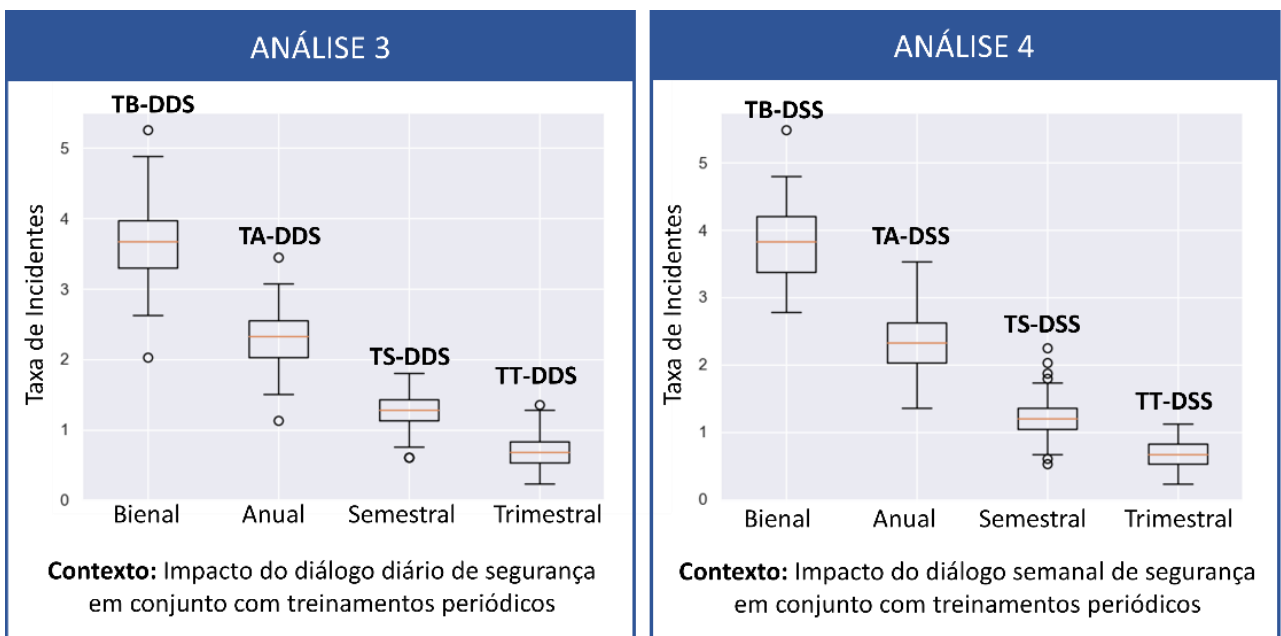 ANÁLISE 3
TB-DDS
TA-DDS
TS-DDS
TT-DDS
Taxa de Incidentes
5
4
3
2
1
0
Bienal Anual Semestral Trimestral
Contexto: Impacto do diálogo diário de segurança
em conjunto com treinamentos periódicos
ANÁLISE 4
TB-DSS
TA-DSS
TS-DSS
TT-DSS
Taxa de Incidentes
5
4
3
2
1
0
Bienal Anual Semestral Trimestral
Contexto: Impacto do diálogo semanal de segurança
em conjunto com treinamentos periódicos